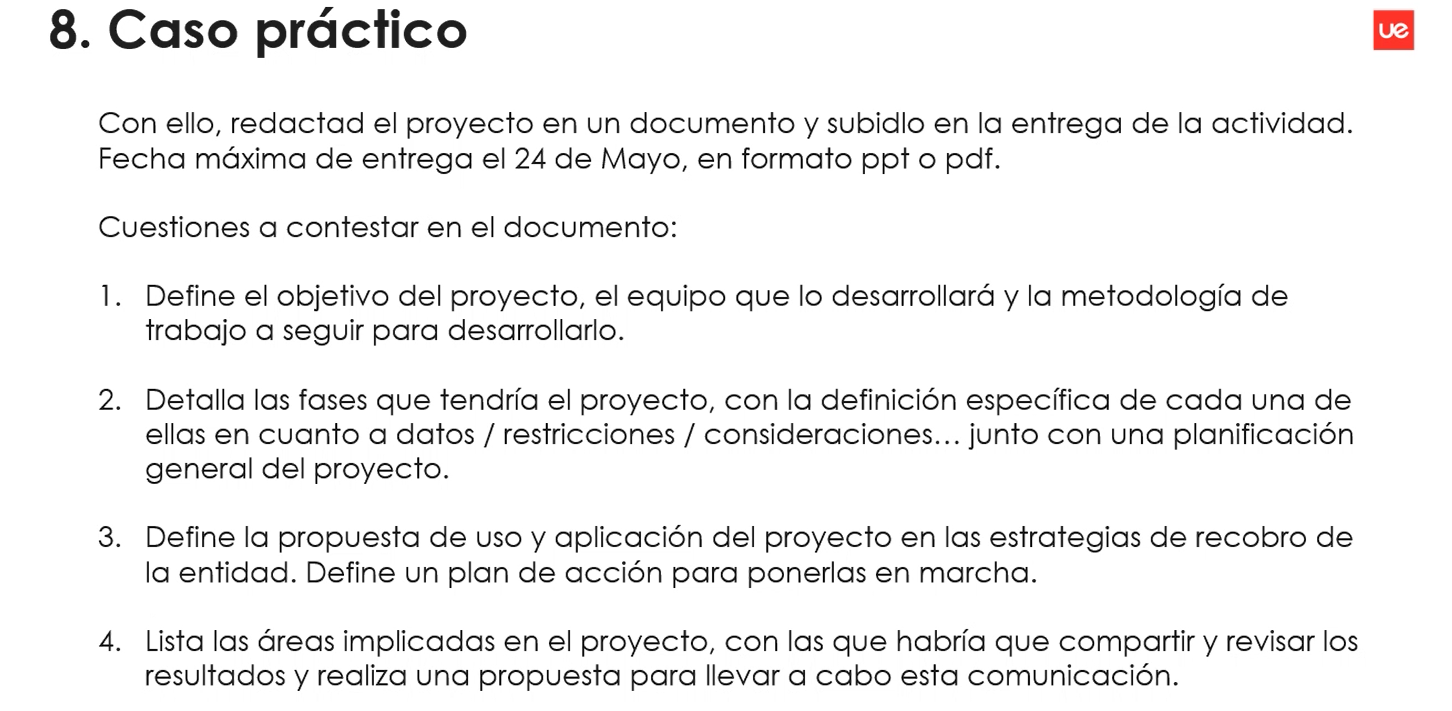 8. Caso práctico
ue
Con ello, redactad el proyecto en un documento y subidlo en la entrega de la actividad.
Fecha máxima de entrega el 24 de Mayo, en formato ppt o pdf.
Cuestiones a contestar en el documento:
1. Define el objetivo del proyecto, el equipo que lo desarrollará y la metodología de
trabajo a seguir para desarrollarlo.
2. Detalla las fases que tendría el proyecto, con la definición específica de cada una de
ellas en cuanto a datos / restricciones / consideraciones… junto con una planificación
general del proyecto.
3. Define la propuesta de uso y aplicación del proyecto en las estrategias de recobro de
la entidad. Define un plan de acción para ponerlas en marcha.
4. Lista las áreas implicadas en el proyecto, con las que habría que compartir y revisar los
resultados y realiza una propuesta para llevar a cabo esta comunicación.